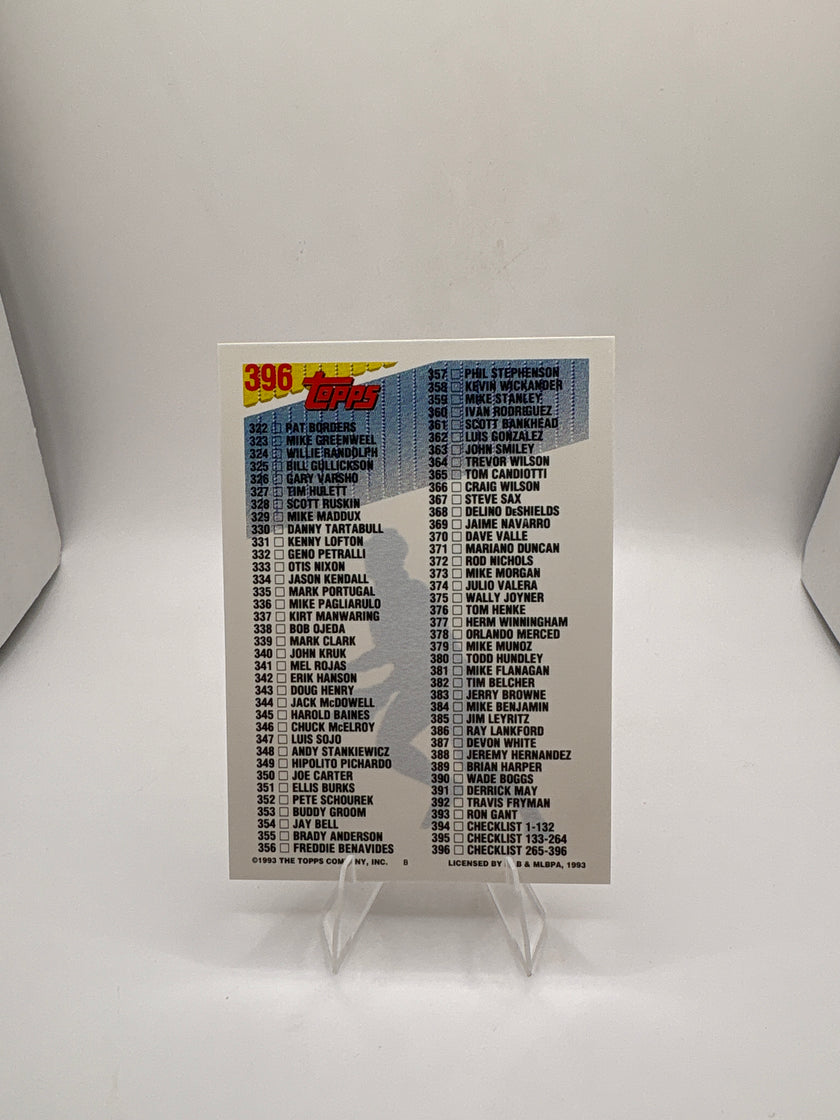 396
Topps
322 PAT BORDERS
323 MIKE GREENWELL
324 WILLIE RANDOLPH
325 BILL GULLICKSON
326 GARY VARSHO
327 TIM HULETT
328 SCOTT RUSKIN
329 MIKE MADDUX
330 DANNY TARTABULL
331 KENNY LOFTON
332 GENO PETRALLI
333 OTIS NIXON
334 JASON KENDALL
335 MARK PORTUGAL
336 MIKE PAGLIARULO
337 KIRT MANWARING
338 BOB OJEDA
339 MARK CLARK
340 JOHN KRUK
341 MEL ROJAS
342 ERIK HANSON
343 DOUG HENRY
344 JACK McDOWELL
345 HAROLD BAINES
346 CHUCK McELROY
347 LUIS SOJO
348 ANDY STANKIEWICZ
349 HIPOLITO PICHARDO
350 JOE CARTER
351 ELLIS BURKS
352 PETE SCHOUREK
353 BUDDY GROOM
354 JAY BELL
355 BRADY ANDERSON
356 FREDDIE BENAVIDES
357 PHIL STEPHENSON
358 KEVIN WICKANDER
359 MIKE STANLEY
360 IVAN RODRIGUEZ
361 SCOTT BANKHEAD
362 LUIS GONZALEZ
363 JOHN SMILEY
364 TREVOR WILSON
365 TOM CANDIOTTI
366 CRAIG WILSON
367 STEVE SAX
368 DELINO DeSHIELDS
369 JAIME NAVARRO
370 DAVE VALLE
371 MARIANO DUNCAN
372 ROD NICHOLS
373 MIKE MORGAN
374 JULIO VALERA
375 WALLY JOYNER
376 TOM HENKE
377 HERM WINNINGHAM
378 ORLANDO MERCED
379 MIKE MUNOZ
380 TODD HUNDLEY
381 MIKE FLANAGAN
382 TIM BELCHER
383 JERRY BROWNE
384 MIKE BENJAMIN
385 JIM LEYRITZ
386 RAY LANKFORD
387 DEVON WHITE
388 JEREMY HERNANDEZ
389 BRIAN HARPER
390 WADE BOGGS
391 DERRICK MAY
392 TRAVIS FRYMAN
393 RON GANT
394 CHECKLIST 1-132
395 CHECKLIST 133-264
396 CHECKLIST 265-396
©1993 THE TOPPS COMPANY, INC. B LICENSED BY & MLBPA, 1993